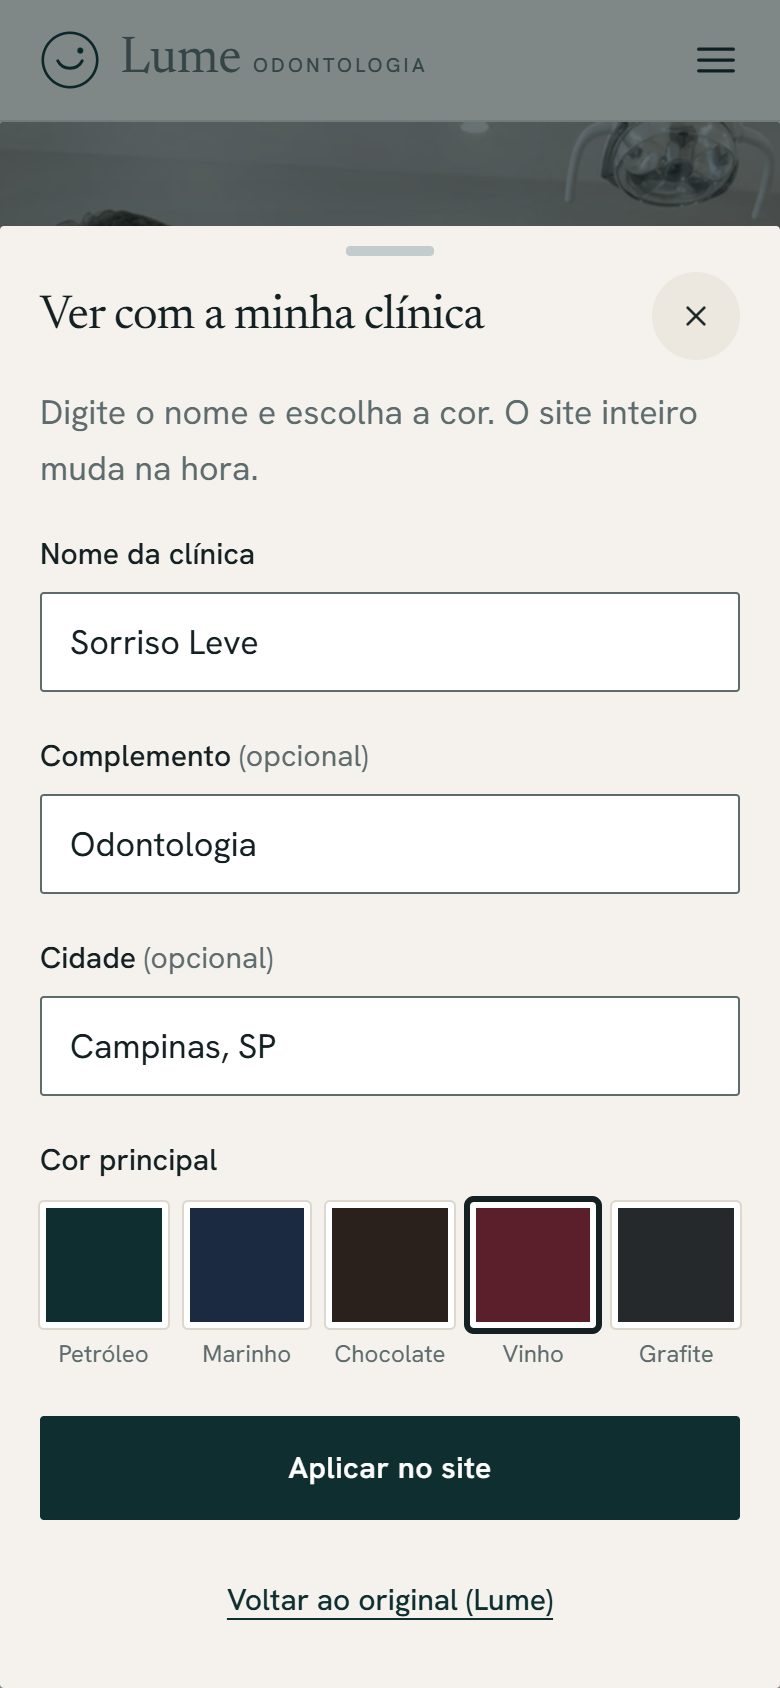 Lume ODONTOLOGIA
Ver com a minha clínica
Digite o nome e escolha a cor. O site inteiro
muda na hora.
Nome da clínica
Sorriso Leve
Complemento (opcional)
Odontologia
Cidade (opcional)
Campinas, SP
Cor principal
Petróleo Marinho Chocolate Vinho Grafite
Aplicar no site
Voltar ao original (Lume)